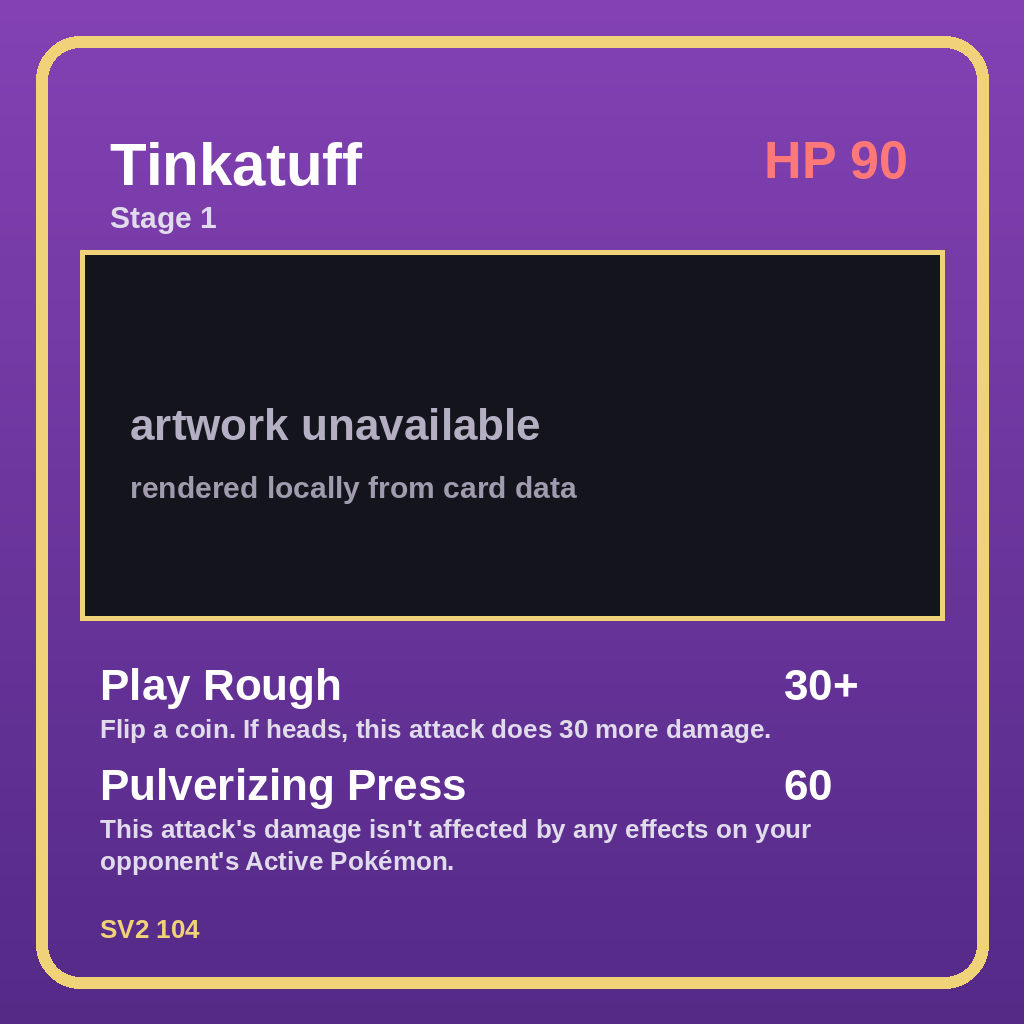 Tinkatuff
HP 90
Stage 1
artwork unavailable
rendered locally from card data
Play Rough
30+
Flip a coin. If heads, this attack does 30 more damage.
Pulverizing Press
60
This attack's damage isn't affected by any effects on your
opponent's Active Pokémon.
SV2 104